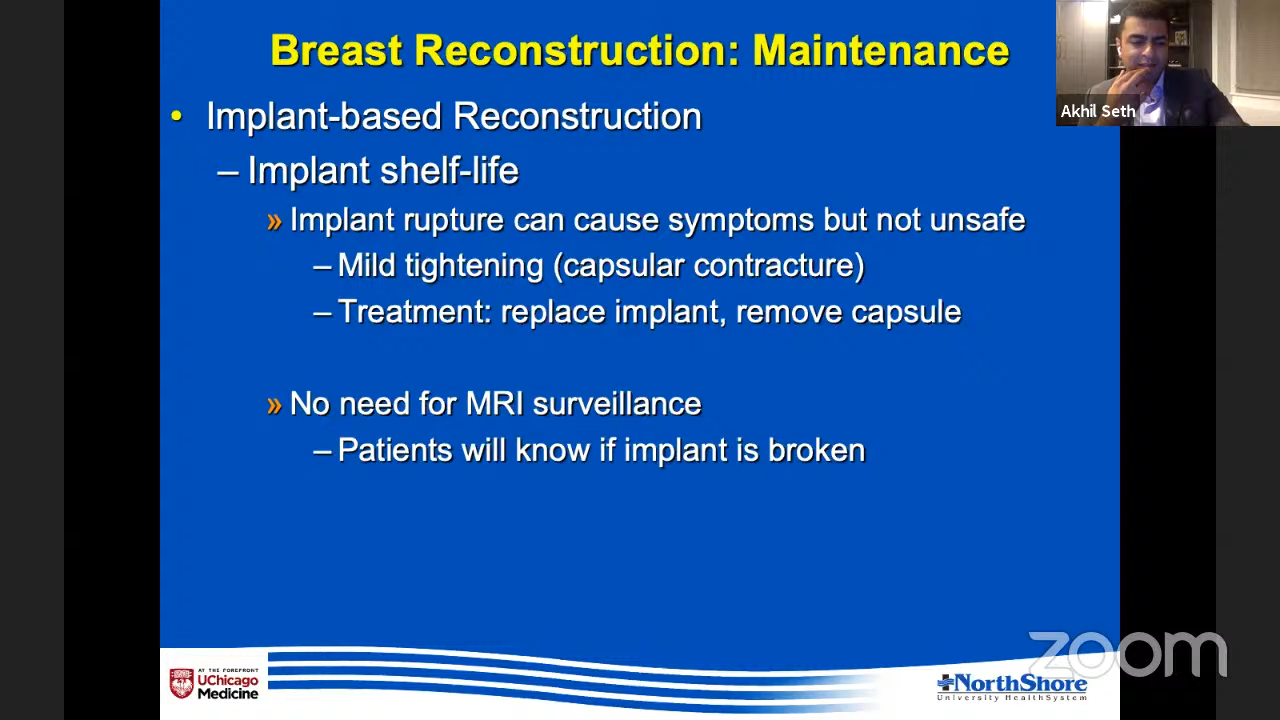 Breast Reconstruction: Maintenance
Akhil Seth
• Implant-based Reconstruction
– Implant shelf-life
» Implant rupture can cause symptoms but not unsafe
– Mild tightening (capsular contracture)
– Treatment: replace implant, remove capsule
» No need for MRI surveillance
– Patients will know if implant is broken
zoom
AT THE FOREFRONT
UChicago
Medicine
NorthShore
University HealthSystem